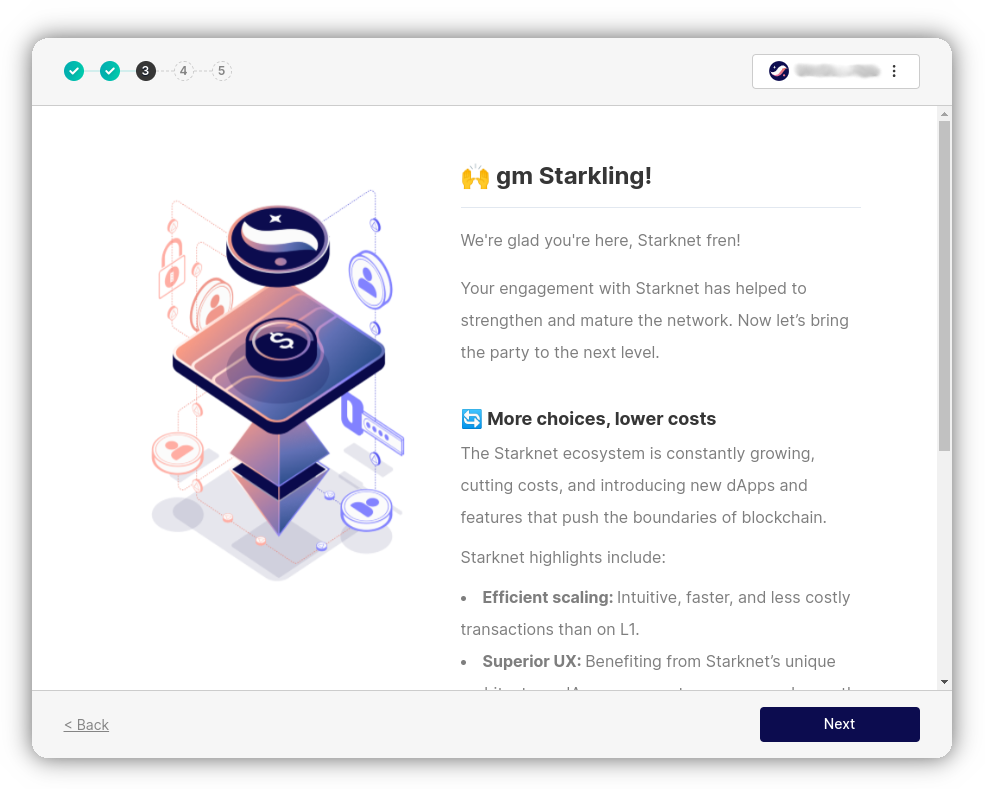 3 4 5
🙌 gm Starkling!
We're glad you're here, Starknet fren!
Your engagement with Starknet has helped to
strengthen and mature the network. Now let’s bring
the party to the next level.
🔄 More choices, lower costs
The Starknet ecosystem is constantly growing,
cutting costs, and introducing new dApps and
features that push the boundaries of blockchain.
Starknet highlights include:
• Efficient scaling: Intuitive, faster, and less costly
transactions than on L1.
• Superior UX: Benefiting from Starknet’s unique
< Back
Next